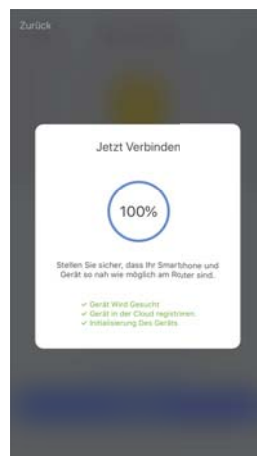 Zurück
Jetzt Verbinden
100%
Stellen Sie sicher, dass Ihr Smartphone und
Gerät so nah wie möglich am Router sind.
✓ Gerät Wird Gesucht
✓ Gerät in der Cloud registrieren.
✓ Initialisierung Des Geräts